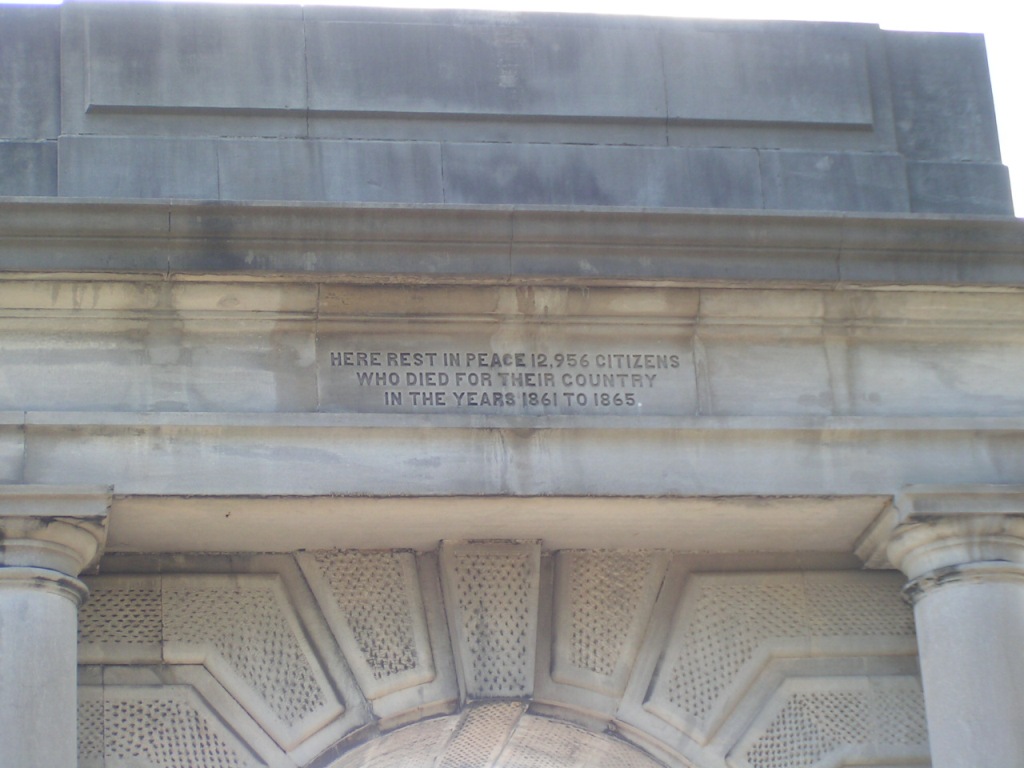 HERE REST IN PEACE 12,956 CITIZENS
WHO DIED FOR THEIR COUNTRY
IN THE YEARS 1861 TO 1865.